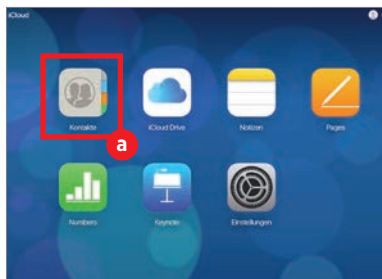 iCloud
Kontakte
iCloud Drive
Notizen
Pages
a
Numbers
Keynote
Einstellungen